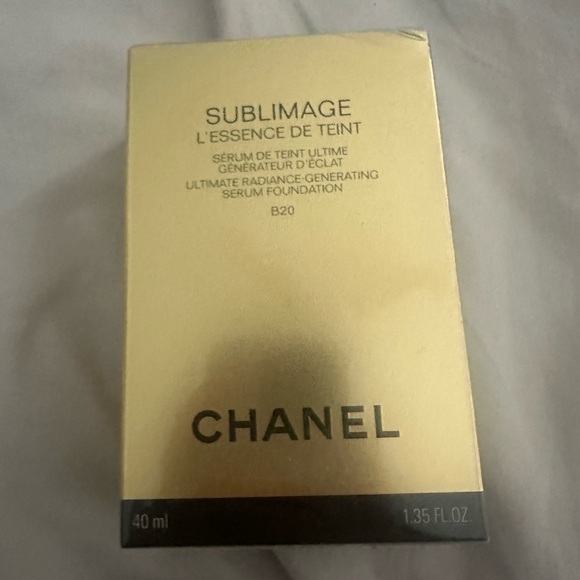 SUBLIMAGE
L'ESSENCE DE TEINT
SÉRUM DE TEINT ULTIME
GÉNÉRATEUR D'ÉCLAT
ULTIMATE RADIANCE-GENERATING
SERUM FOUNDATION
B20
CHANEL
40 ml 1.35 FL.OZ.